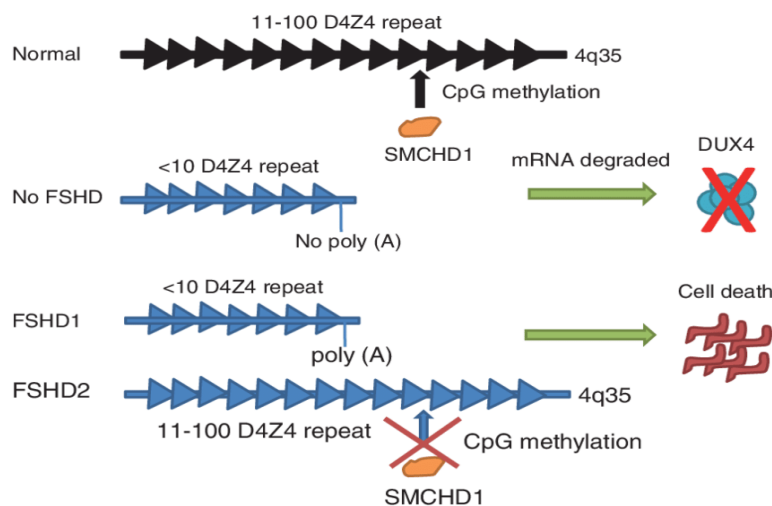 11-100 D4Z4 repeat
Normal
4q35
CpG methylation
SMCHD1
DUX4
<10 D4Z4 repeat
mRNA degraded
No FSHD
No poly (A)
<10 D4Z4 repeat
Cell death
FSHD1
poly (A)
FSHD2
4q35
11-100 D4Z4 repeat
CpG methylation
SMCHD1